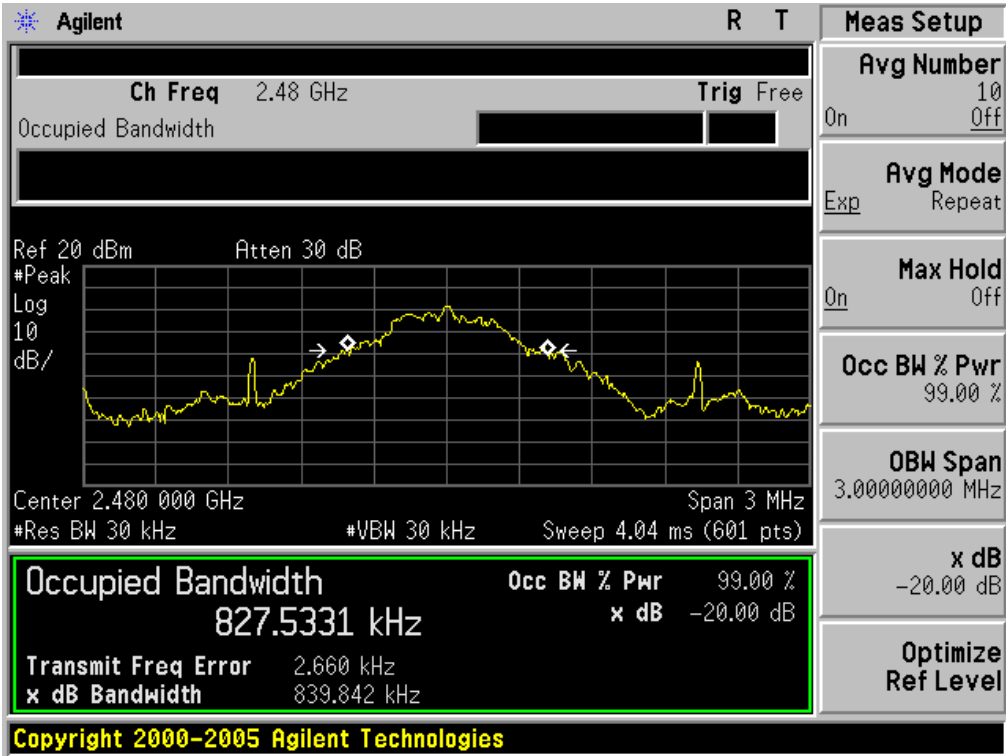 Agilent R T
Meas Setup
Ch Freq 2.48 GHz Trig Free
Occupied Bandwidth
Ref 20 dBm Atten 30 dB
#Peak
Log
10
dB/
Center 2.480 000 GHz Span 3 MHz
#Res BW 30 kHz #VBW 30 kHz Sweep 4.04 ms (601 pts)
Occupied Bandwidth
827.5331 kHz
Occ BW % Pwr 99.00 %
x dB -20.00 dB
Transmit Freq Error 2.660 kHz
x dB Bandwidth 839.842 kHz
Avg Number
10
On Off
Avg Mode
Exp Repeat
Max Hold
On Off
Occ BW % Pwr
99.00 %
OBW Span
3.00000000 MHz
x dB
-20.00 dB
Optimize
Ref Level
Copyright 2000-2005 Agilent Technologies